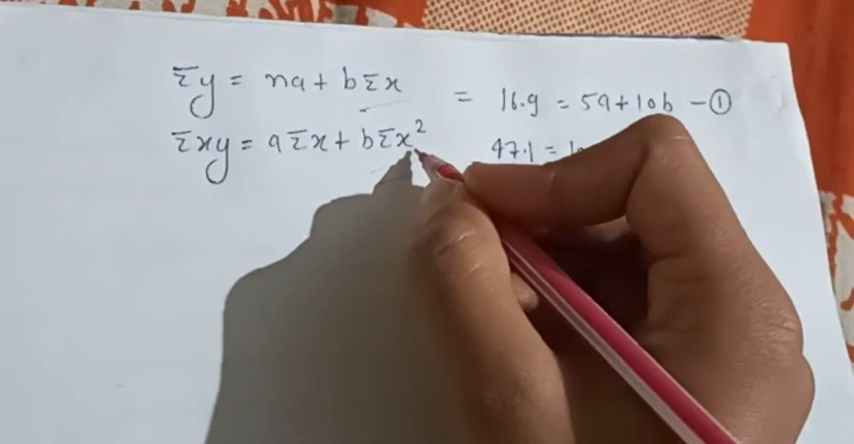 Σy = na + bΣx = 16.9 = 5a + 10b - ①
Σxy = aΣx + bΣx² 47.1 =